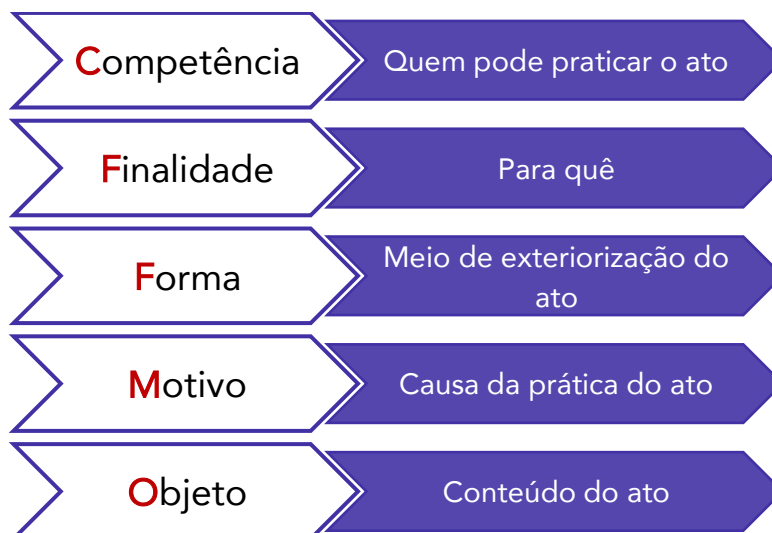 Competência
Quem pode praticar o ato
Finalidade
Para quê
Forma
Meio de exteriorização do
ato
Motivo
Causa da prática do ato
Objeto
Conteúdo do ato